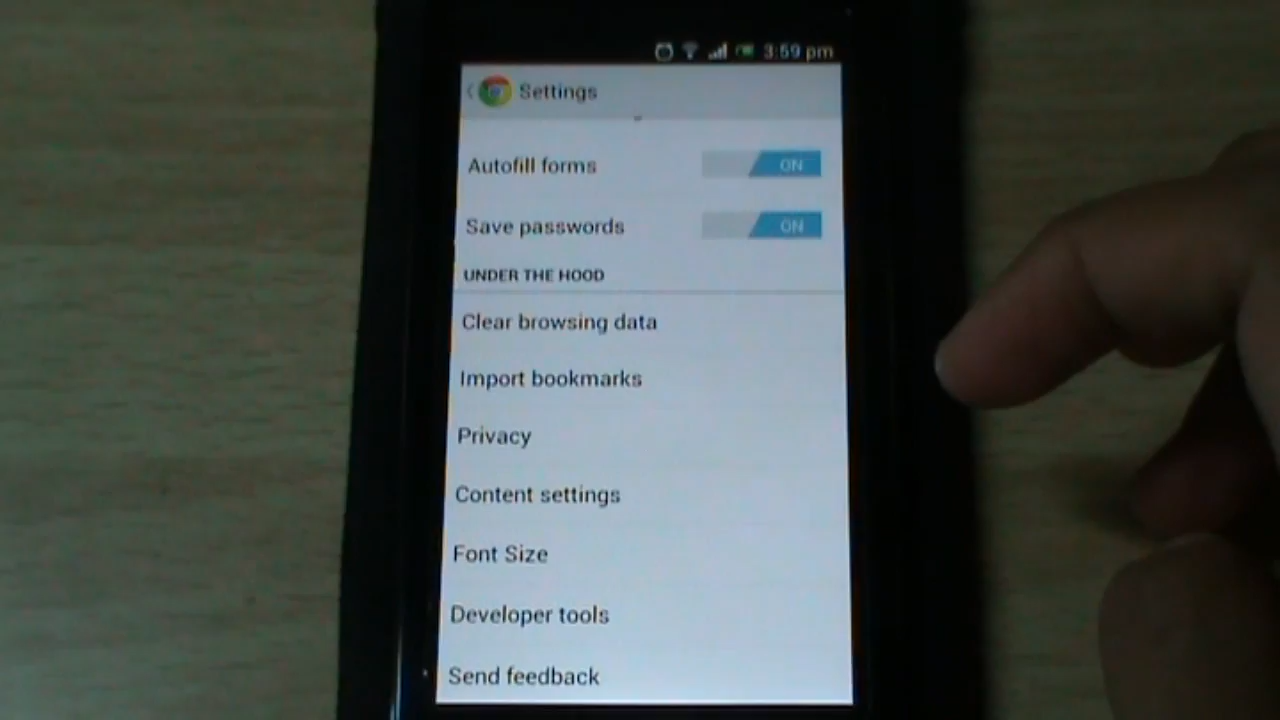 3:59 pm
Settings
Autofill forms ON
Save passwords ON
UNDER THE HOOD
Clear browsing data
Import bookmarks
Privacy
Content settings
Font Size
Developer tools
Send feedback